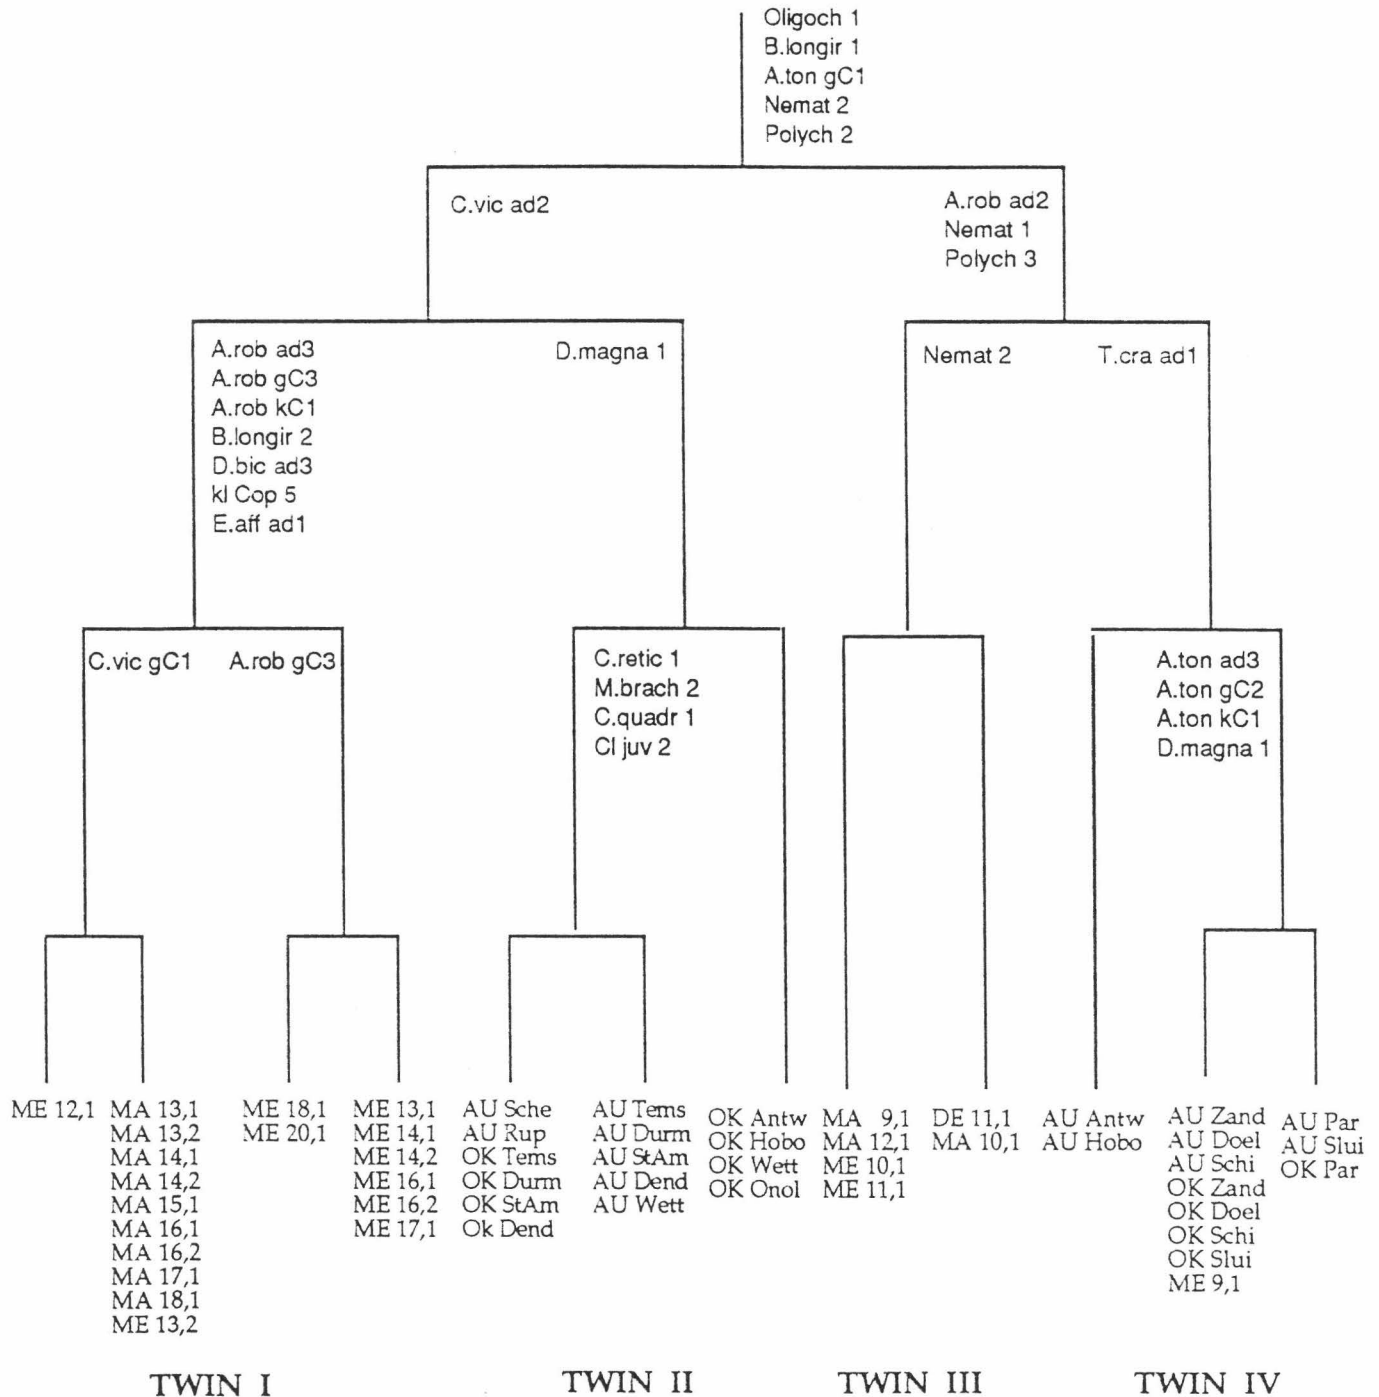 Oligoch 1
B.longir 1
A.ton gC1
Nemat 2
Polych 2
C.vic ad2
A.rob ad2
Nemat 1
Polych 3
A.rob ad3
A.rob gC3
A.rob kC1
B.longir 2
D.bic ad3
kl Cop 5
E.aff ad1
D.magna 1
Nemat 2
T.cra ad1
C.vic gC1
A.rob gC3
C.retic 1
M.brach 2
C.quadr 1
Cl juv 2
A.ton ad3
A.ton gC2
A.ton kC1
D.magna 1
ME 12,1
MA 13,1
MA 13,2
MA 14,1
MA 14,2
MA 15,1
MA 16,1
MA 16,2
MA 17,1
MA 18,1
ME 13,2
ME 18,1
ME 20,1
ME 13,1
ME 14,1
ME 14,2
ME 16,1
ME 16,2
ME 17,1
AU Sche
AU Rup
OK Tems
OK Durm
OK StAm
Ok Dend
AU Tems
AU Durm
AU StAm
AU Dend
AU Wett
OK Antw
OK Hobo
OK Wett
OK Onol
MA 9,1
MA 12,1
ME 10,1
ME 11,1
DE 11,1
MA 10,1
AU Antw
AU Hobo
AU Zand
AU Doel
AU Schi
OK Zand
OK Doel
OK Schi
OK Slui
ME 9,1
AU Par
AU Slui
OK Par
TWIN I
TWIN II
TWIN III
TWIN IV